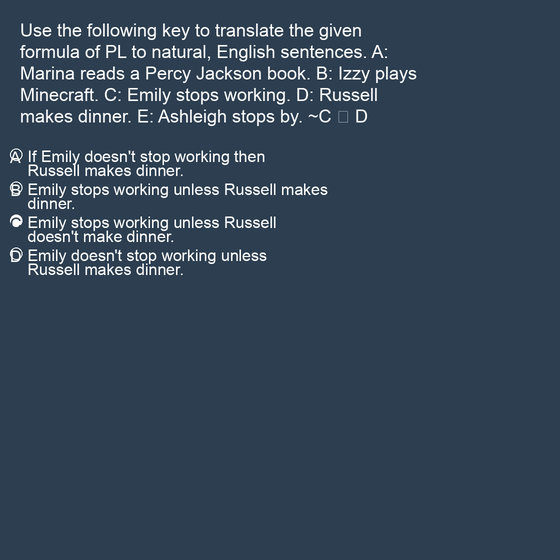 Use the following key to translate the given
formula of PL to natural, English sentences. A:
Marina reads a Percy Jackson book. B: Izzy plays
Minecraft. C: Emily stops working. D: Russell
makes dinner. E: Ashleigh stops by. ~C □ D
A If Emily doesn't stop working then
Russell makes dinner.
B Emily stops working unless Russell makes
dinner.
Emily stops working unless Russell
doesn't make dinner.
D Emily doesn't stop working unless
Russell makes dinner.